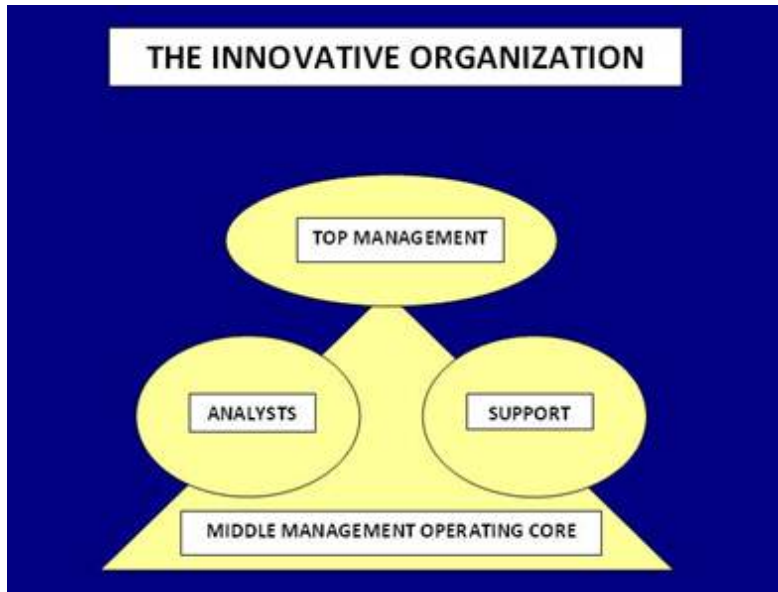 THE INNOVATIVE ORGANIZATION
TOP MANAGEMENT
ANALYSTS
SUPPORT
MIDDLE MANAGEMENT OPERATING CORE